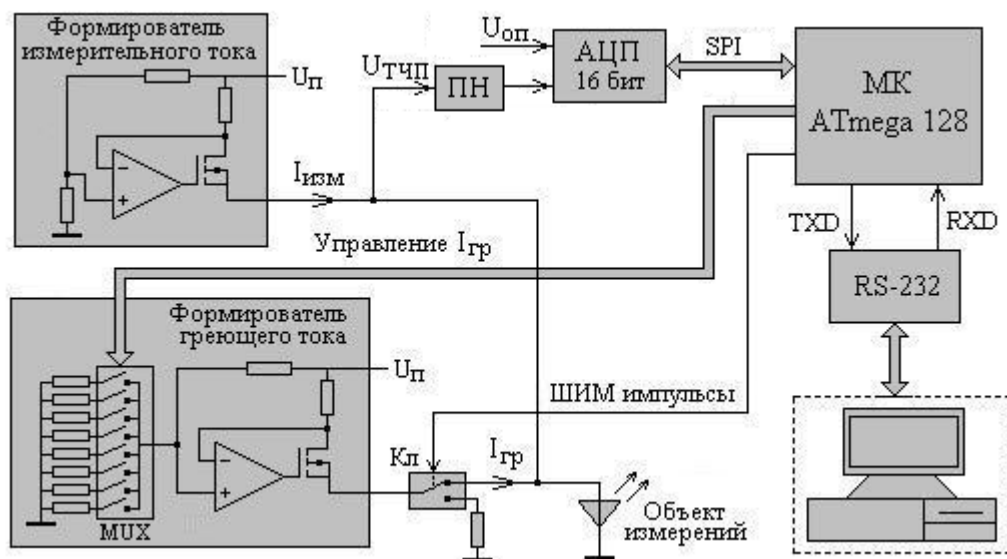 Формирователь
измерительного тока
Uп
Iизм
Uоп
UТЧП
ПН
АЦП
16 бит
SPI
МК
ATmega 128
TXD
RXD
RS-232
Управление Iгр
Формирователь
греющего тока
Uп
MUX
ШИМ импульсы
Кл
Iгр
Объект
измерений